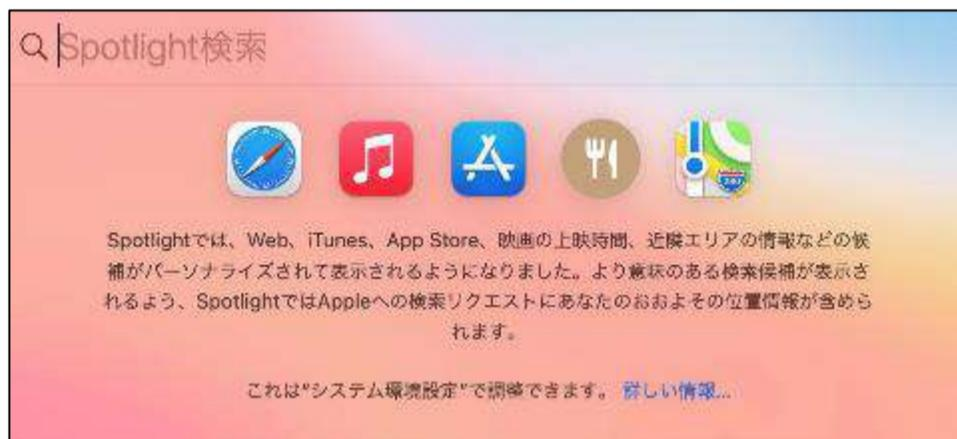 Spotlight検索
Spotlightでは、Web、iTunes、App Store、映画の上映時間、近隣エリアの情報などの候
補がパーソナライズされて表示されるようになりました。より意味のある検索候補が表示さ
れるよう、SpotlightではAppleへの検索リクエストにあなたのおおよその位置情報が含めら
れます。
これは"システム環境設定"で調整できます。 詳しい情報...